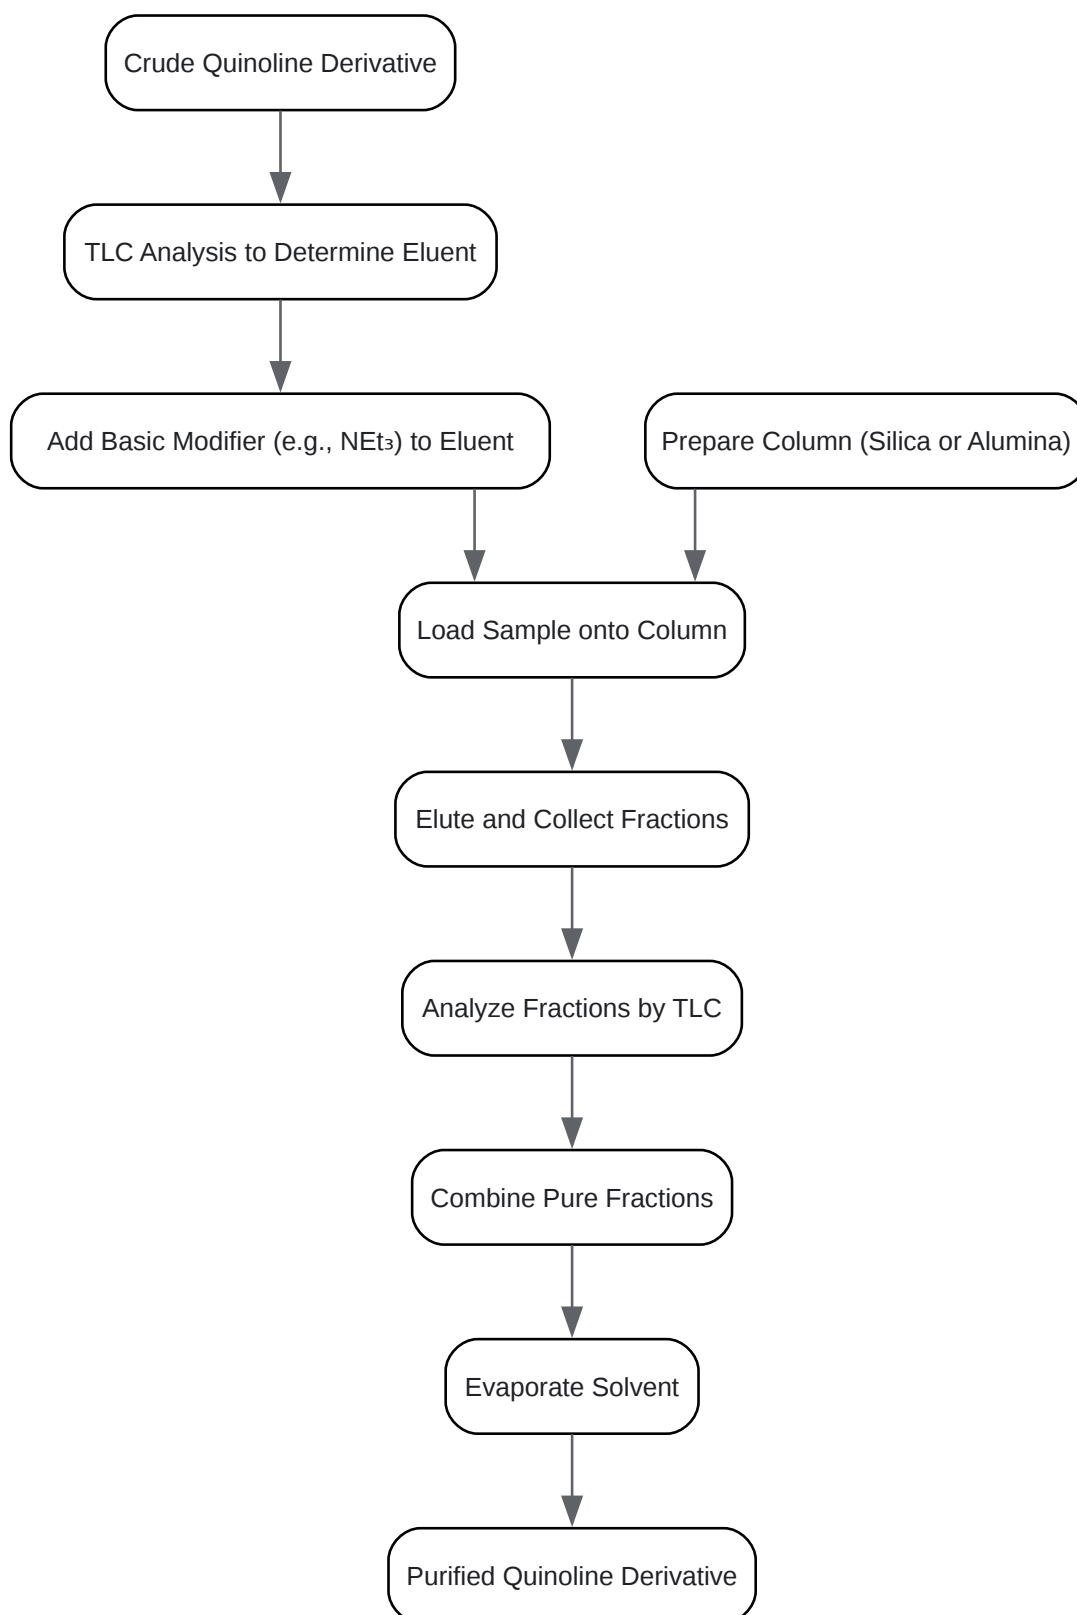 Crude Quinoline Derivative
TLC Analysis to Determine Eluent
Add Basic Modifier (e.g., NEt₃) to Eluent
Prepare Column (Silica or Alumina)
Load Sample onto Column
Elute and Collect Fractions
Analyze Fractions by TLC
Combine Pure Fractions
Evaporate Solvent
Purified Quinoline Derivative